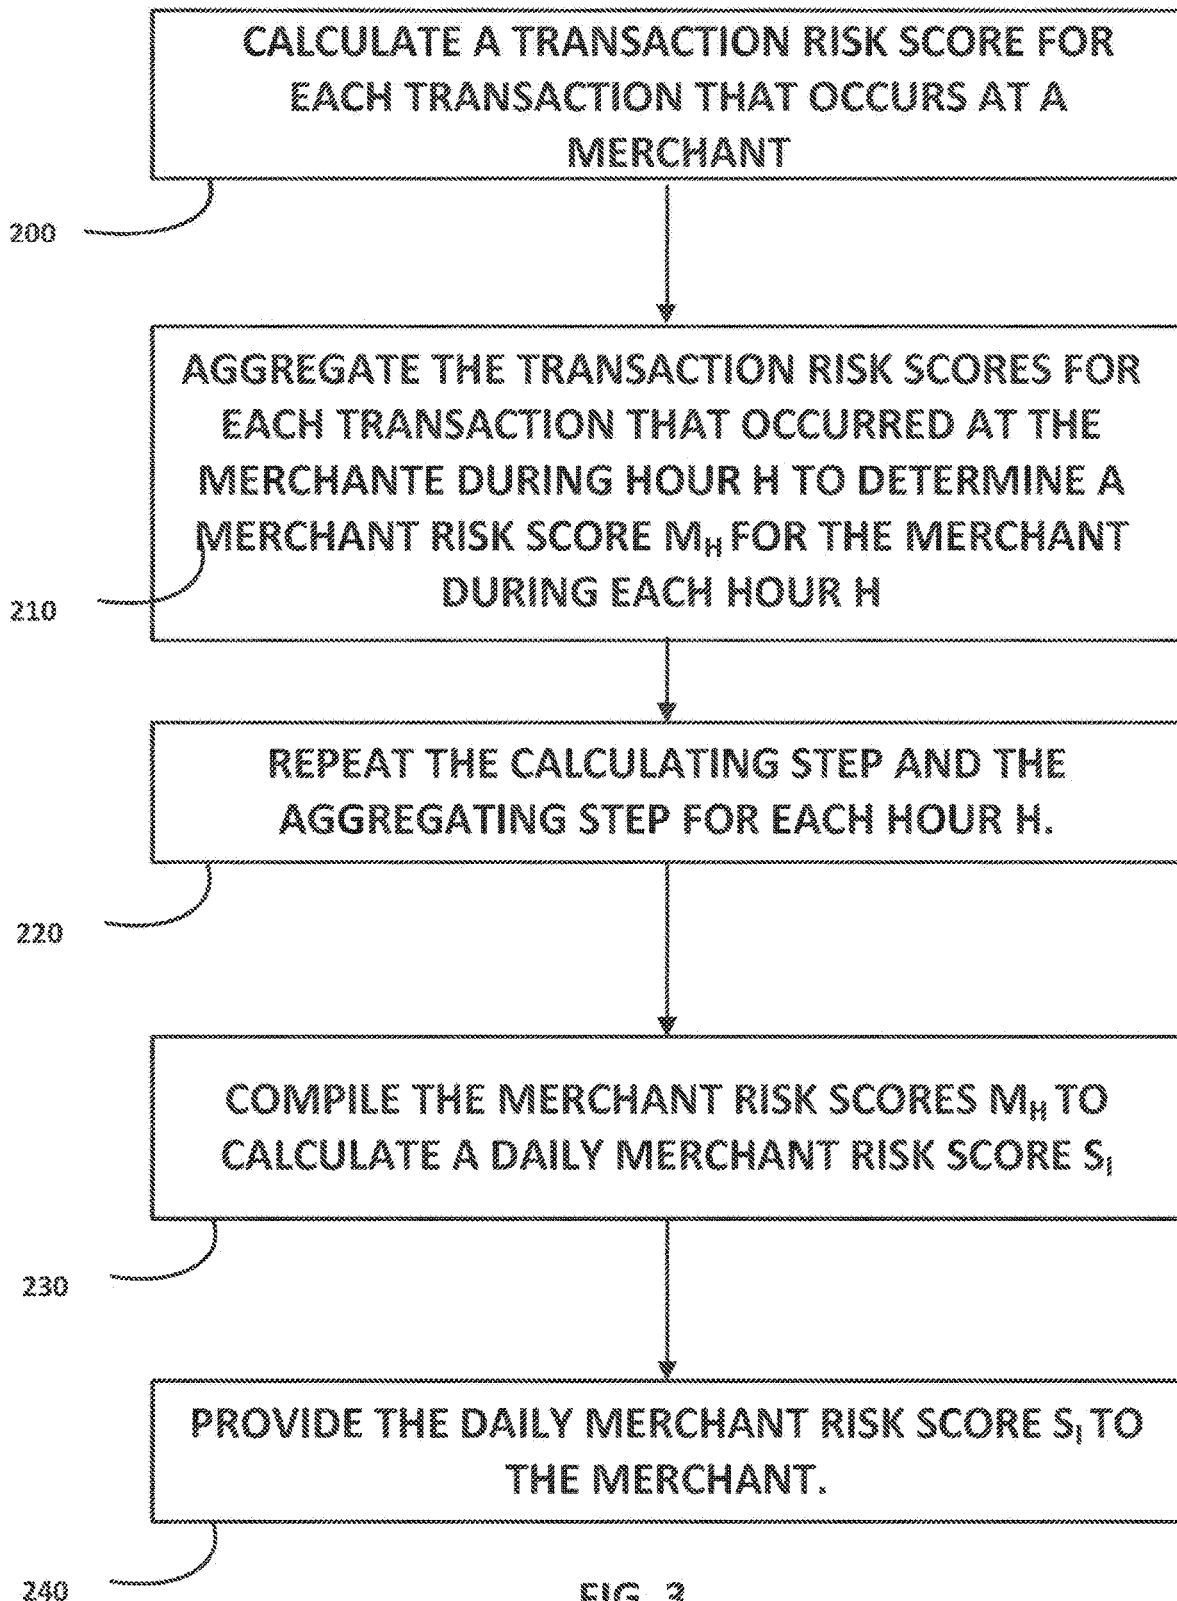 CALCULATE A TRANSACTION RISK SCORE FOR
EACH TRANSACTION THAT OCCURS AT A
MERCHANT
200
AGGREGATE THE TRANSACTION RISK SCORES FOR
EACH TRANSACTION THAT OCCURRED AT THE
MERCHANTE DURING HOUR H TO DETERMINE A
MERCHANT RISK SCORE MH FOR THE MERCHANT
DURING EACH HOUR H
210
REPEAT THE CALCULATING STEP AND THE
AGGREGATING STEP FOR EACH HOUR H.
220
COMPILE THE MERCHANT RISK SCORES MH TO
CALCULATE A DAILY MERCHANT RISK SCORE SI
230
PROVIDE THE DAILY MERCHANT RISK SCORE SI TO
THE MERCHANT.
240
FIG.